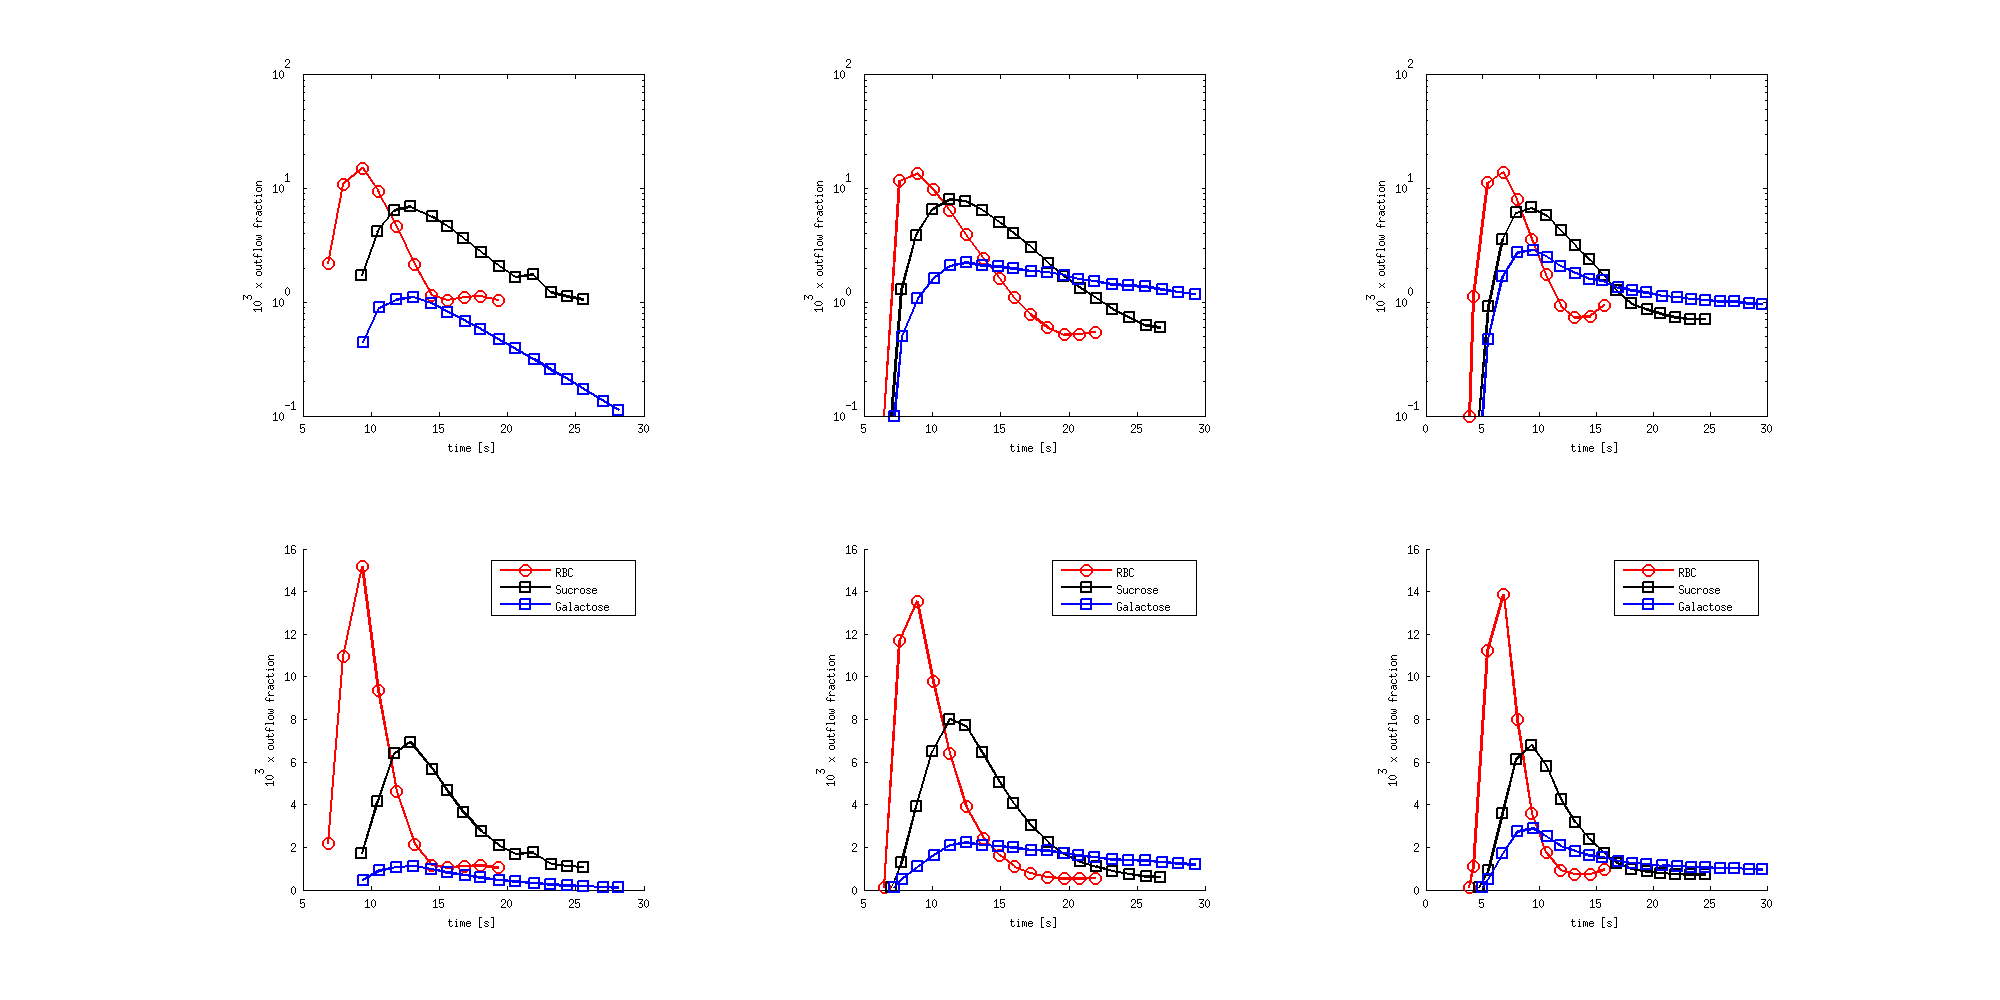 10^2 10^2 10^2
10^1 10^1 10^1
10^0 10^0 10^0
10^-1 10^-1 10^-1
10^3 x outflow fraction 10^3 x outflow fraction 10^3 x outflow fraction
5 10 15 20 25 30 5 10 15 20 25 30 0 5 10 15 20 25 30
time [s] time [s] time [s]
16 16 16
14 14 14
12 12 12
10 10 10
8 8 8
6 6 6
4 4 4
2 2 2
0 0 0
10^3 x outflow fraction 10^3 x outflow fraction 10^3 x outflow fraction
RBC RBC RBC
Sucrose Sucrose Sucrose
Galactose Galactose Galactose
5 10 15 20 25 30 5 10 15 20 25 30 0 5 10 15 20 25 30
time [s] time [s] time [s]